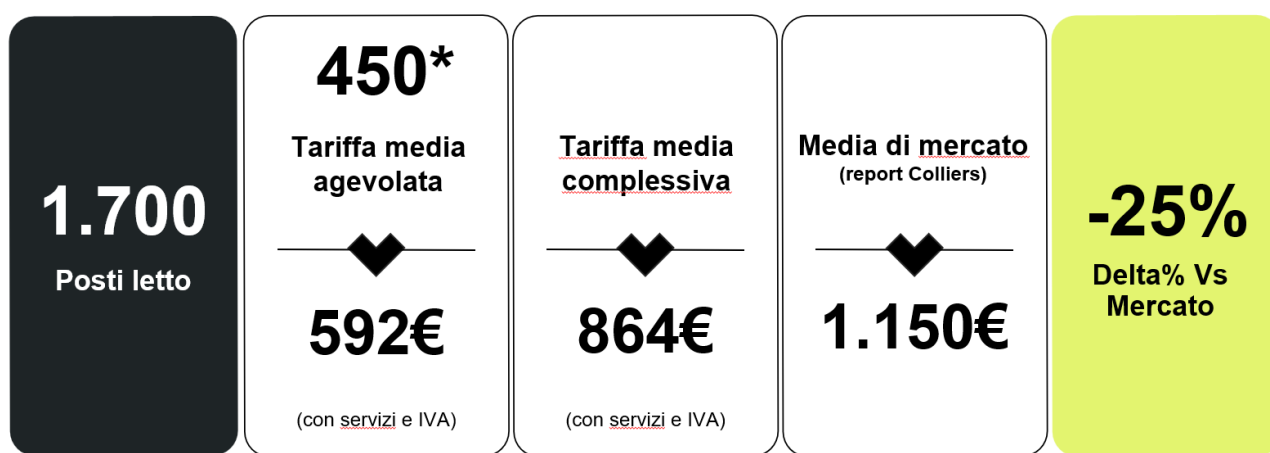 1.700
Posti letto
450*
Tariffa media
agevolata
592€
(con servizi e IVA)
Tariffa media
complessiva
864€
(con servizi e IVA)
Media di mercato
(report Colliers)
1.150€
-25%
Delta% Vs
Mercato